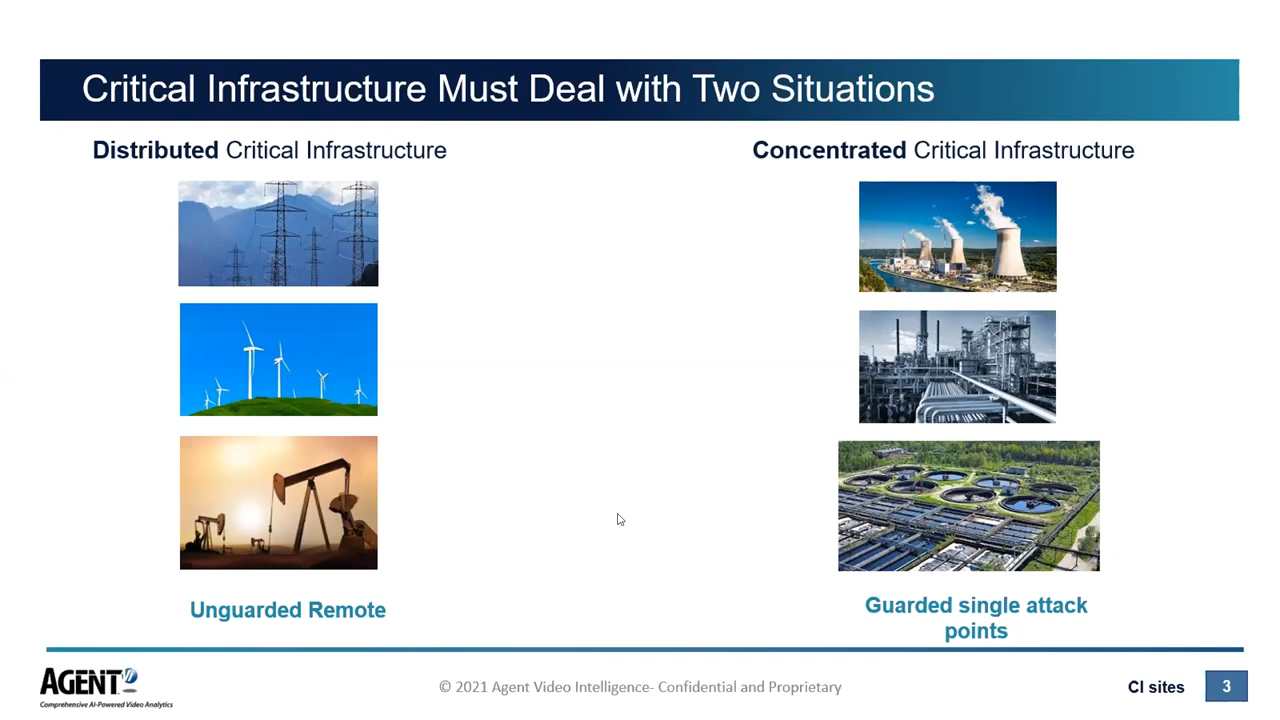 Critical Infrastructure Must Deal with Two Situations
Distributed Critical Infrastructure
Concentrated Critical Infrastructure
Unguarded Remote
Guarded single attack
points
AGENT
Comprehensive AI-Powered Video Analytics
© 2021 Agent Video Intelligence- Confidential and Proprietary
CI sites
3